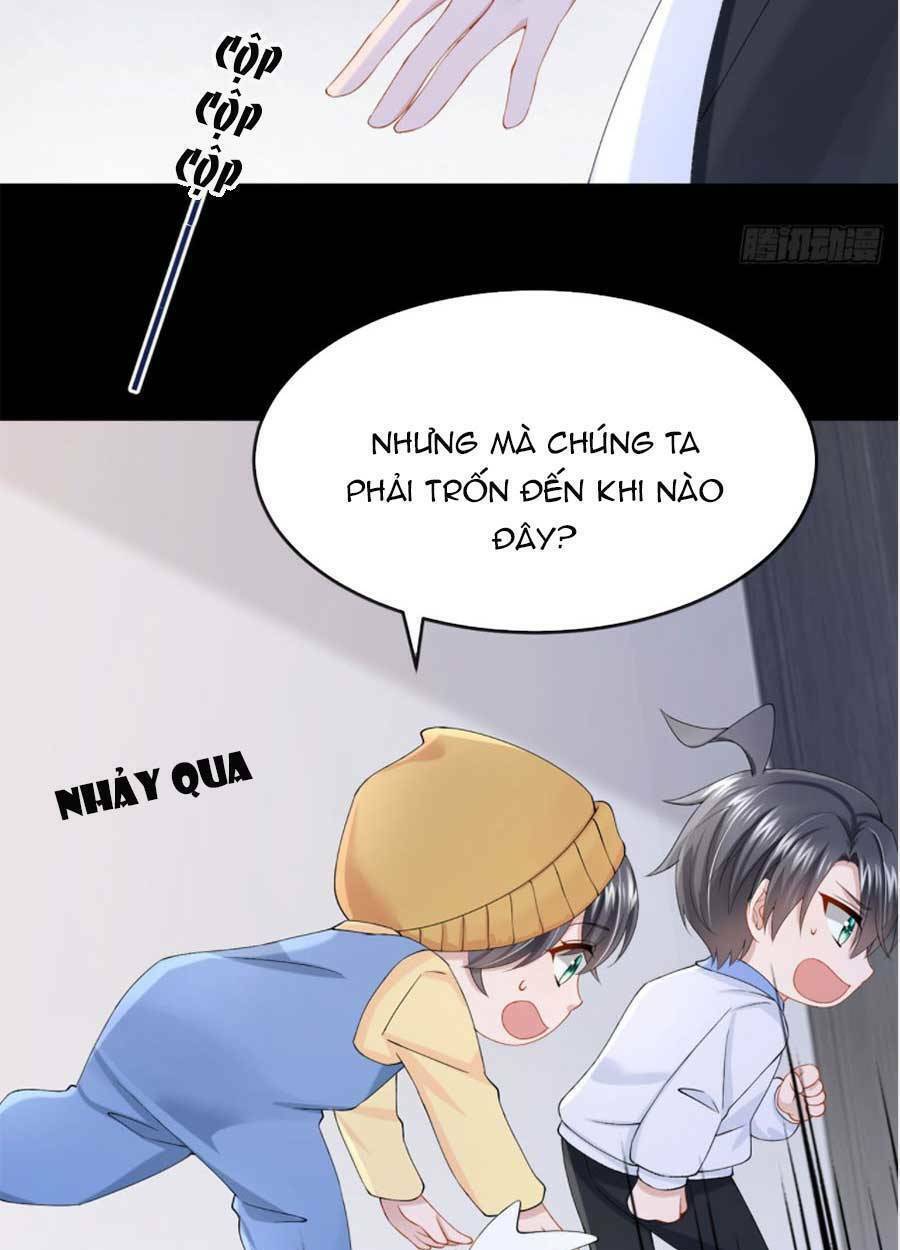 CỘP
CỘP
CỘP
腾讯动漫
NHƯNG MÀ CHÚNG TA
PHẢI TRỐN ĐẾN KHI NÀO
ĐÂY?
NHẢY QUA